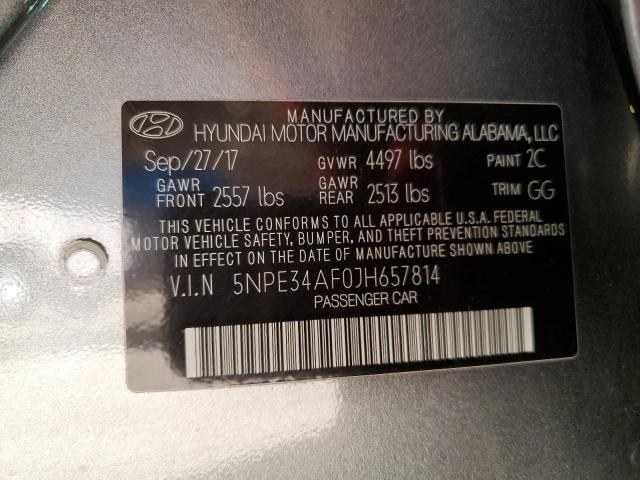 MANUFACTURED BY
HYUNDAI MOTOR MANUFACTURING ALABAMA, LLC
Sep/27/17 GVWR 4497 lbs PAINT 2C
GAWR FRONT 2557 lbs GAWR REAR 2513 lbs TRIM GG
THIS VEHICLE CONFORMS TO ALL APPLICABLE U.S.A. FEDERAL
MOTOR VEHICLE SAFETY, BUMPER, AND THEFT PREVENTION STANDARDS
IN EFFECT ON THE DATE OF MANUFACTURE SHOWN ABOVE
V.I.N 5NPE34AF0JH657814
PASSENGER CAR